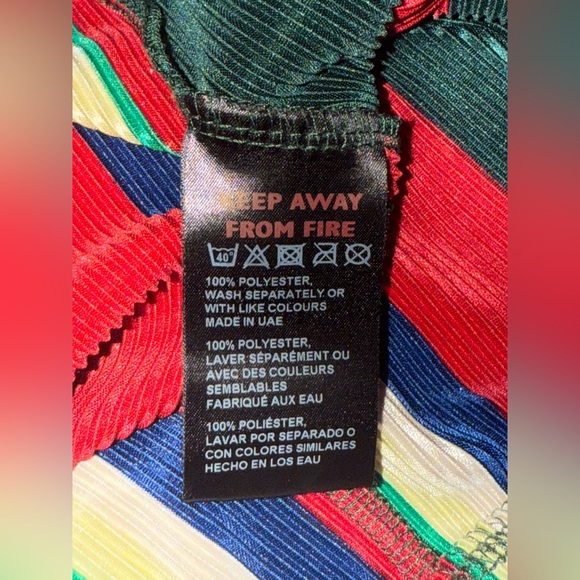 KEEP AWAY
FROM FIRE
40°
100% POLYESTER,
WASH SEPARATELY OR
WITH LIKE COLOURS
MADE IN UAE
100% POLYESTER,
LAVER SÉPARÉMENT OU
AVEC DES COULEURS
SEMBLABLES
FABRIQUÉ AUX EAU
100% POLIÉSTER,
LAVAR POR SEPARADO O
CON COLORES SIMILARES
HECHO EN LOS EAU